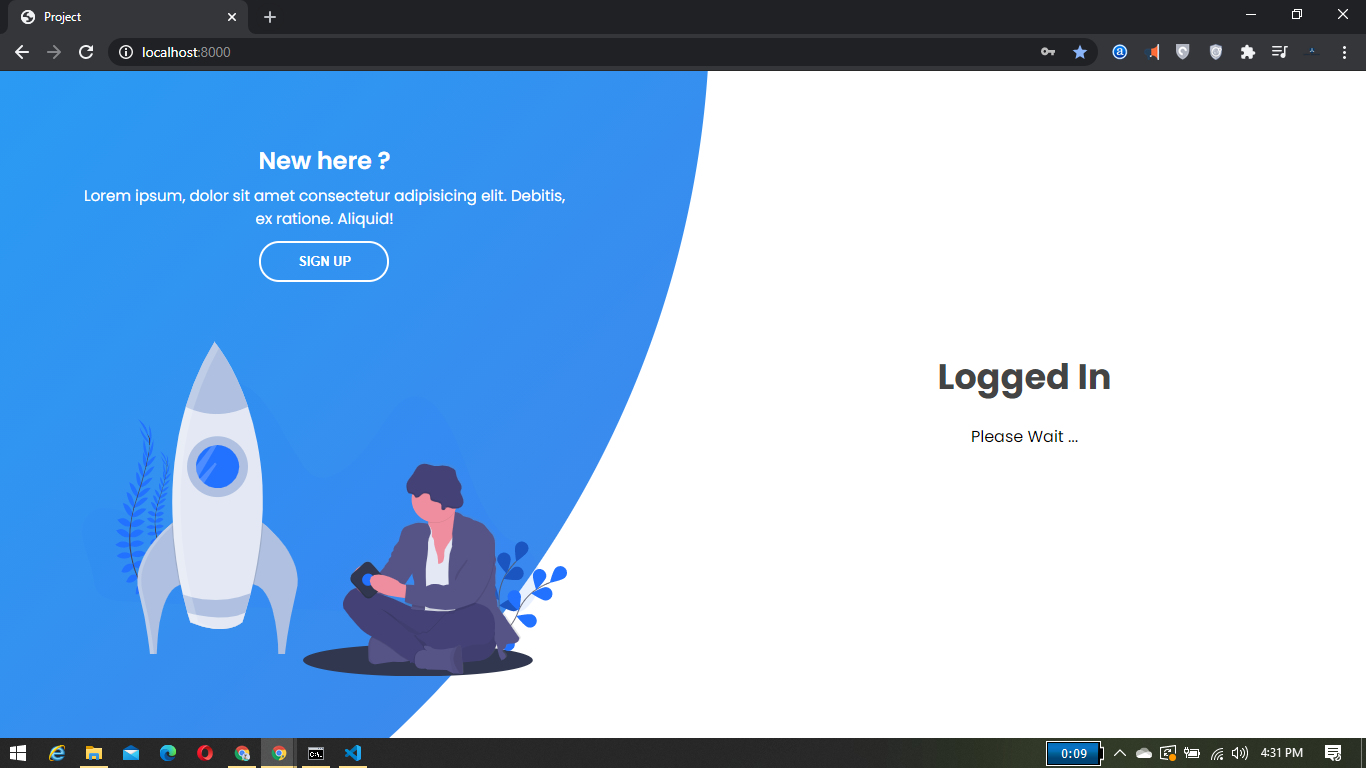 Project
localhost:8000
New here ?
Lorem ipsum, dolor sit amet consectetur adipisicing elit. Debitis,
ex ratione. Aliquid!
SIGN UP
Logged In
Please Wait ...
0:09
4:31 PM